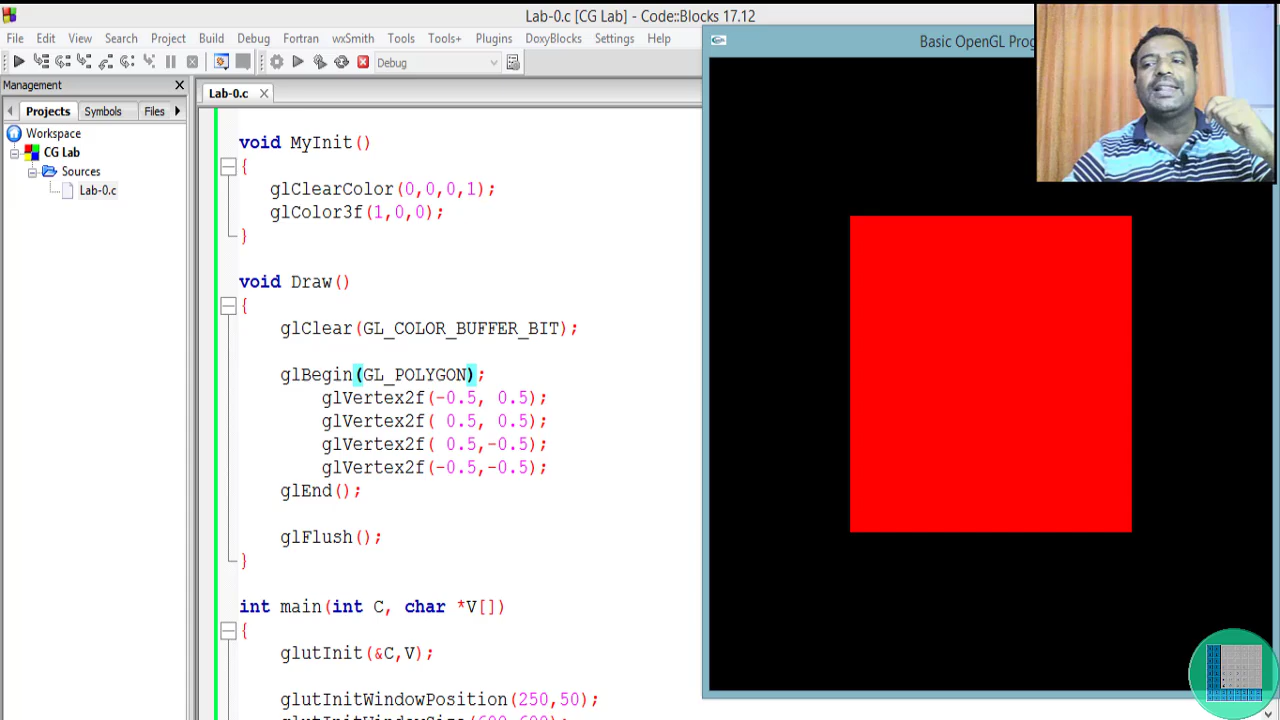 Lab-0.c [CG Lab] - Code::Blocks 17.12
File Edit View Search Project Build Debug Fortran wxSmith Tools Tools+ Plugins DoxyBlocks Settings Help
Debug
Management
Projects Symbols Files
Workspace
CG Lab
Sources
Lab-0.c
Lab-0.c
void MyInit()
{
glClearColor(0,0,0,1);
glColor3f(1,0,0);
}
void Draw()
{
glClear(GL_COLOR_BUFFER_BIT);
glBegin(GL_POLYGON);
glVertex2f(-0.5, 0.5);
glVertex2f( 0.5, 0.5);
glVertex2f( 0.5,-0.5);
glVertex2f(-0.5,-0.5);
glEnd();
glFlush();
}
int main(int C, char *V[])
{
glutInit(&C,V);
glutInitWindowPosition(250,50);
glutInitWindowSize(600,600);
Basic OpenGL Prog